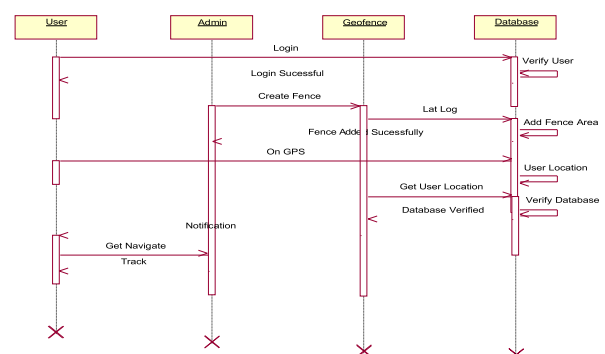 User Admin Geofence Database
Login
Verify User
Login Sucessful
Create Fence
Lat Log
Add Fence Area
Fence Added Sucessfully
On GPS
User Location
Get User Location
Verify Database
Database Verified
Notification
Get Navigate
Track